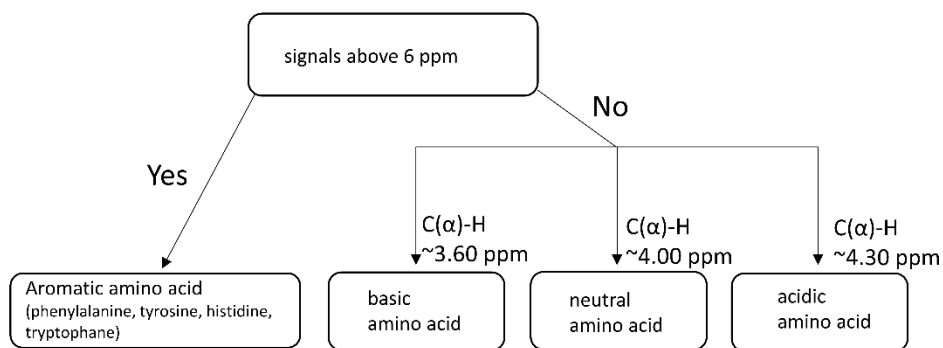 signals above 6 ppm
No
Yes
C(α)-H
~3.60 ppm
C(α)-H
~4.00 ppm
C(α)-H
~4.30 ppm
Aromatic amino acid
(phenylalanine, tyrosine, histidine,
tryptophane)
basic
amino acid
neutral
amino acid
acidic
amino acid